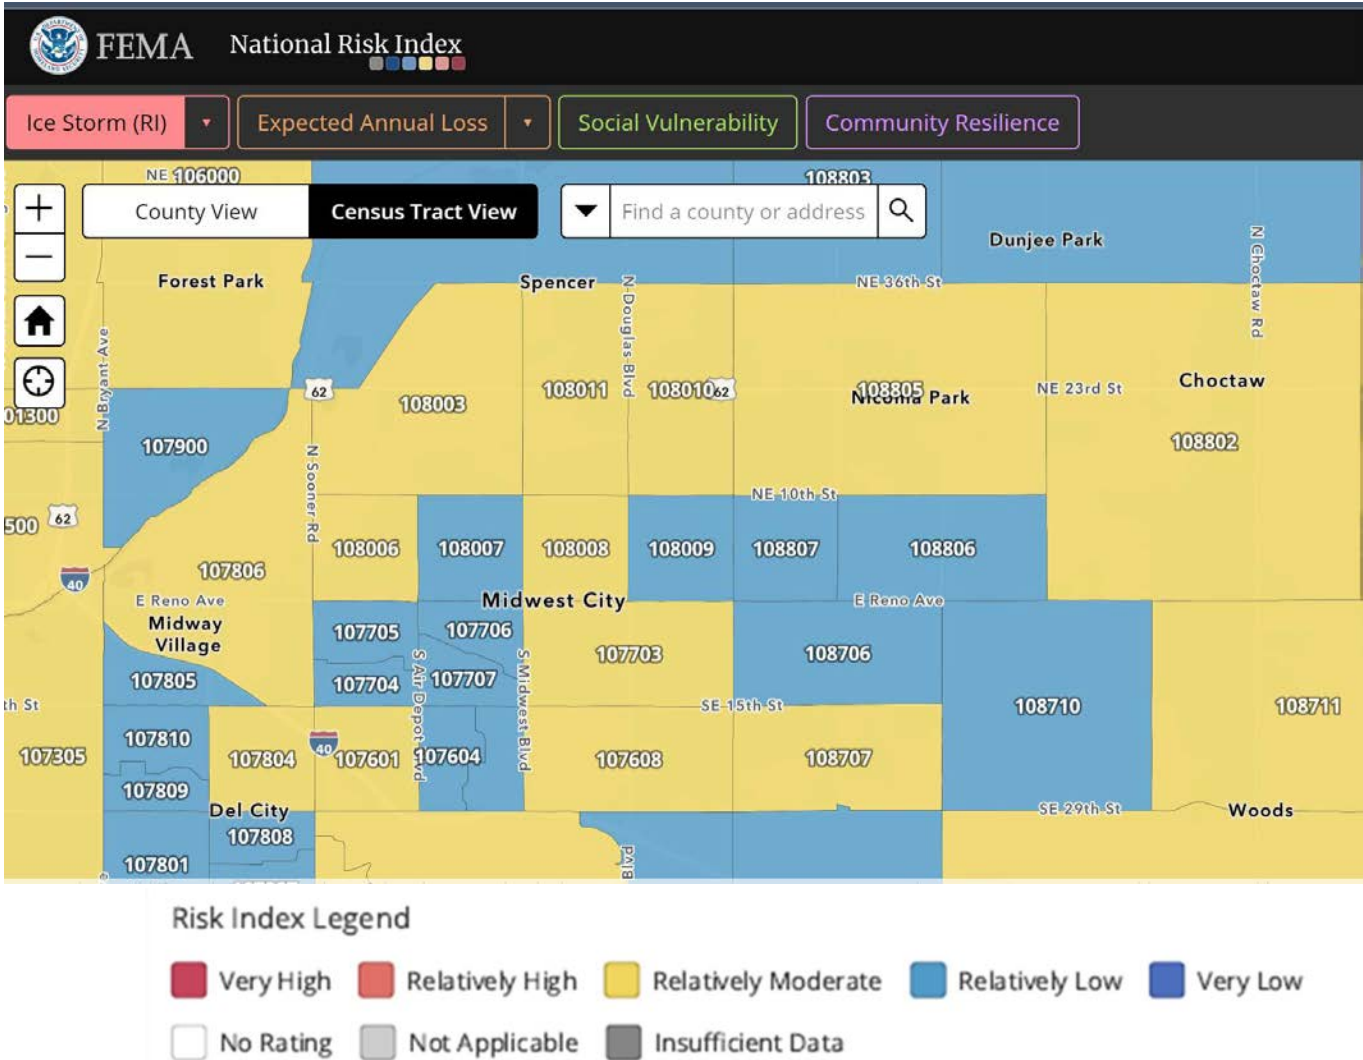 FEMA National Risk Index
Ice Storm (RI) Expected Annual Loss Social Vulnerability Community Resilience
NE 106000
108803
+
County View Census Tract View Find a county or address
−
Dunjee Park
N Choctaw Rd
Forest Park
Spencer
N Douglas Blvd
NE 36th St
N Bryant Ave
62
108003
108011
108010
62
108805
Nicoma Park
NE 23rd St
Choctaw
01300
107900
108802
N Sooner Rd
500
62
NE 10th St
108006
108007
108008
108009
108807
108806
40
107806
E Reno Ave
Midwest City
E Reno Ave
Midway
Village
107705
107706
107703
108706
107805
107704
S Air Depot Blvd
107707
S Midwest Blvd
th St
SE 15th St
108710
108711
107810
107305
107804
40
107601
107604
107608
108707
107809
Del City
SE 29th St
Woods
107808
107801
Blvd
Risk Index Legend
Very High Relatively High Relatively Moderate Relatively Low Very Low
No Rating Not Applicable Insufficient Data